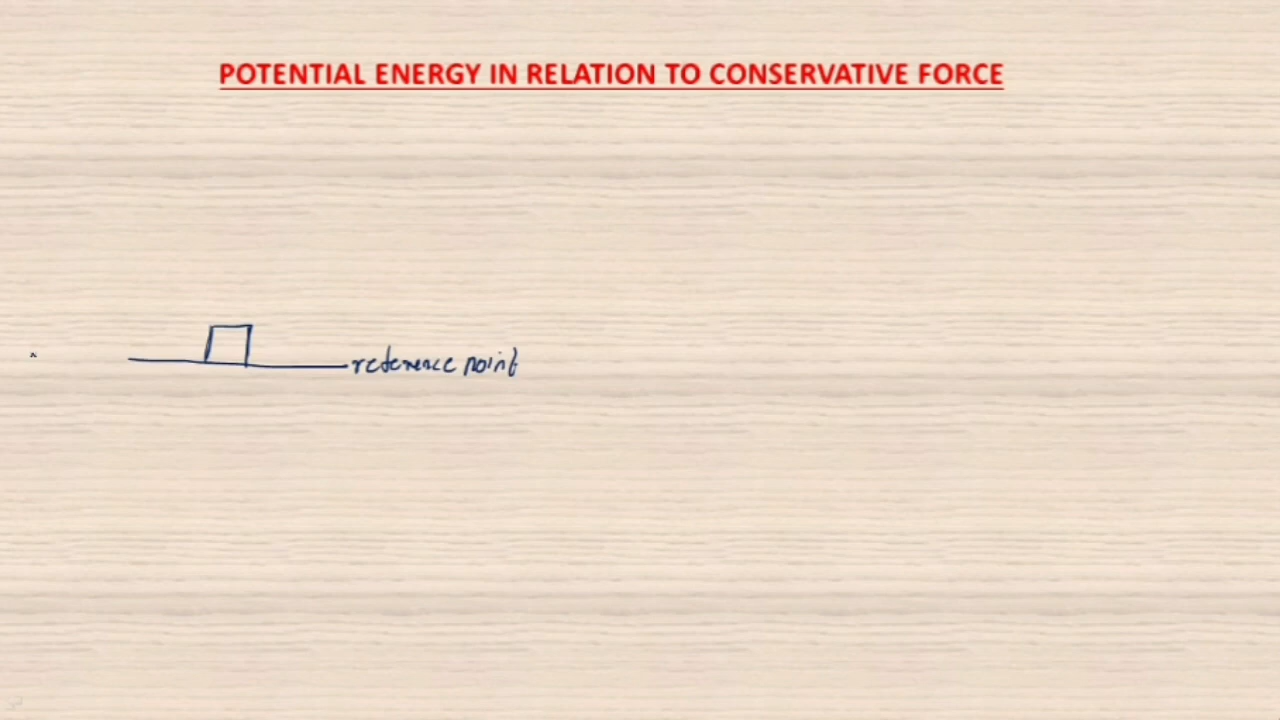 POTENTIAL ENERGY IN RELATION TO CONSERVATIVE FORCE
reference point